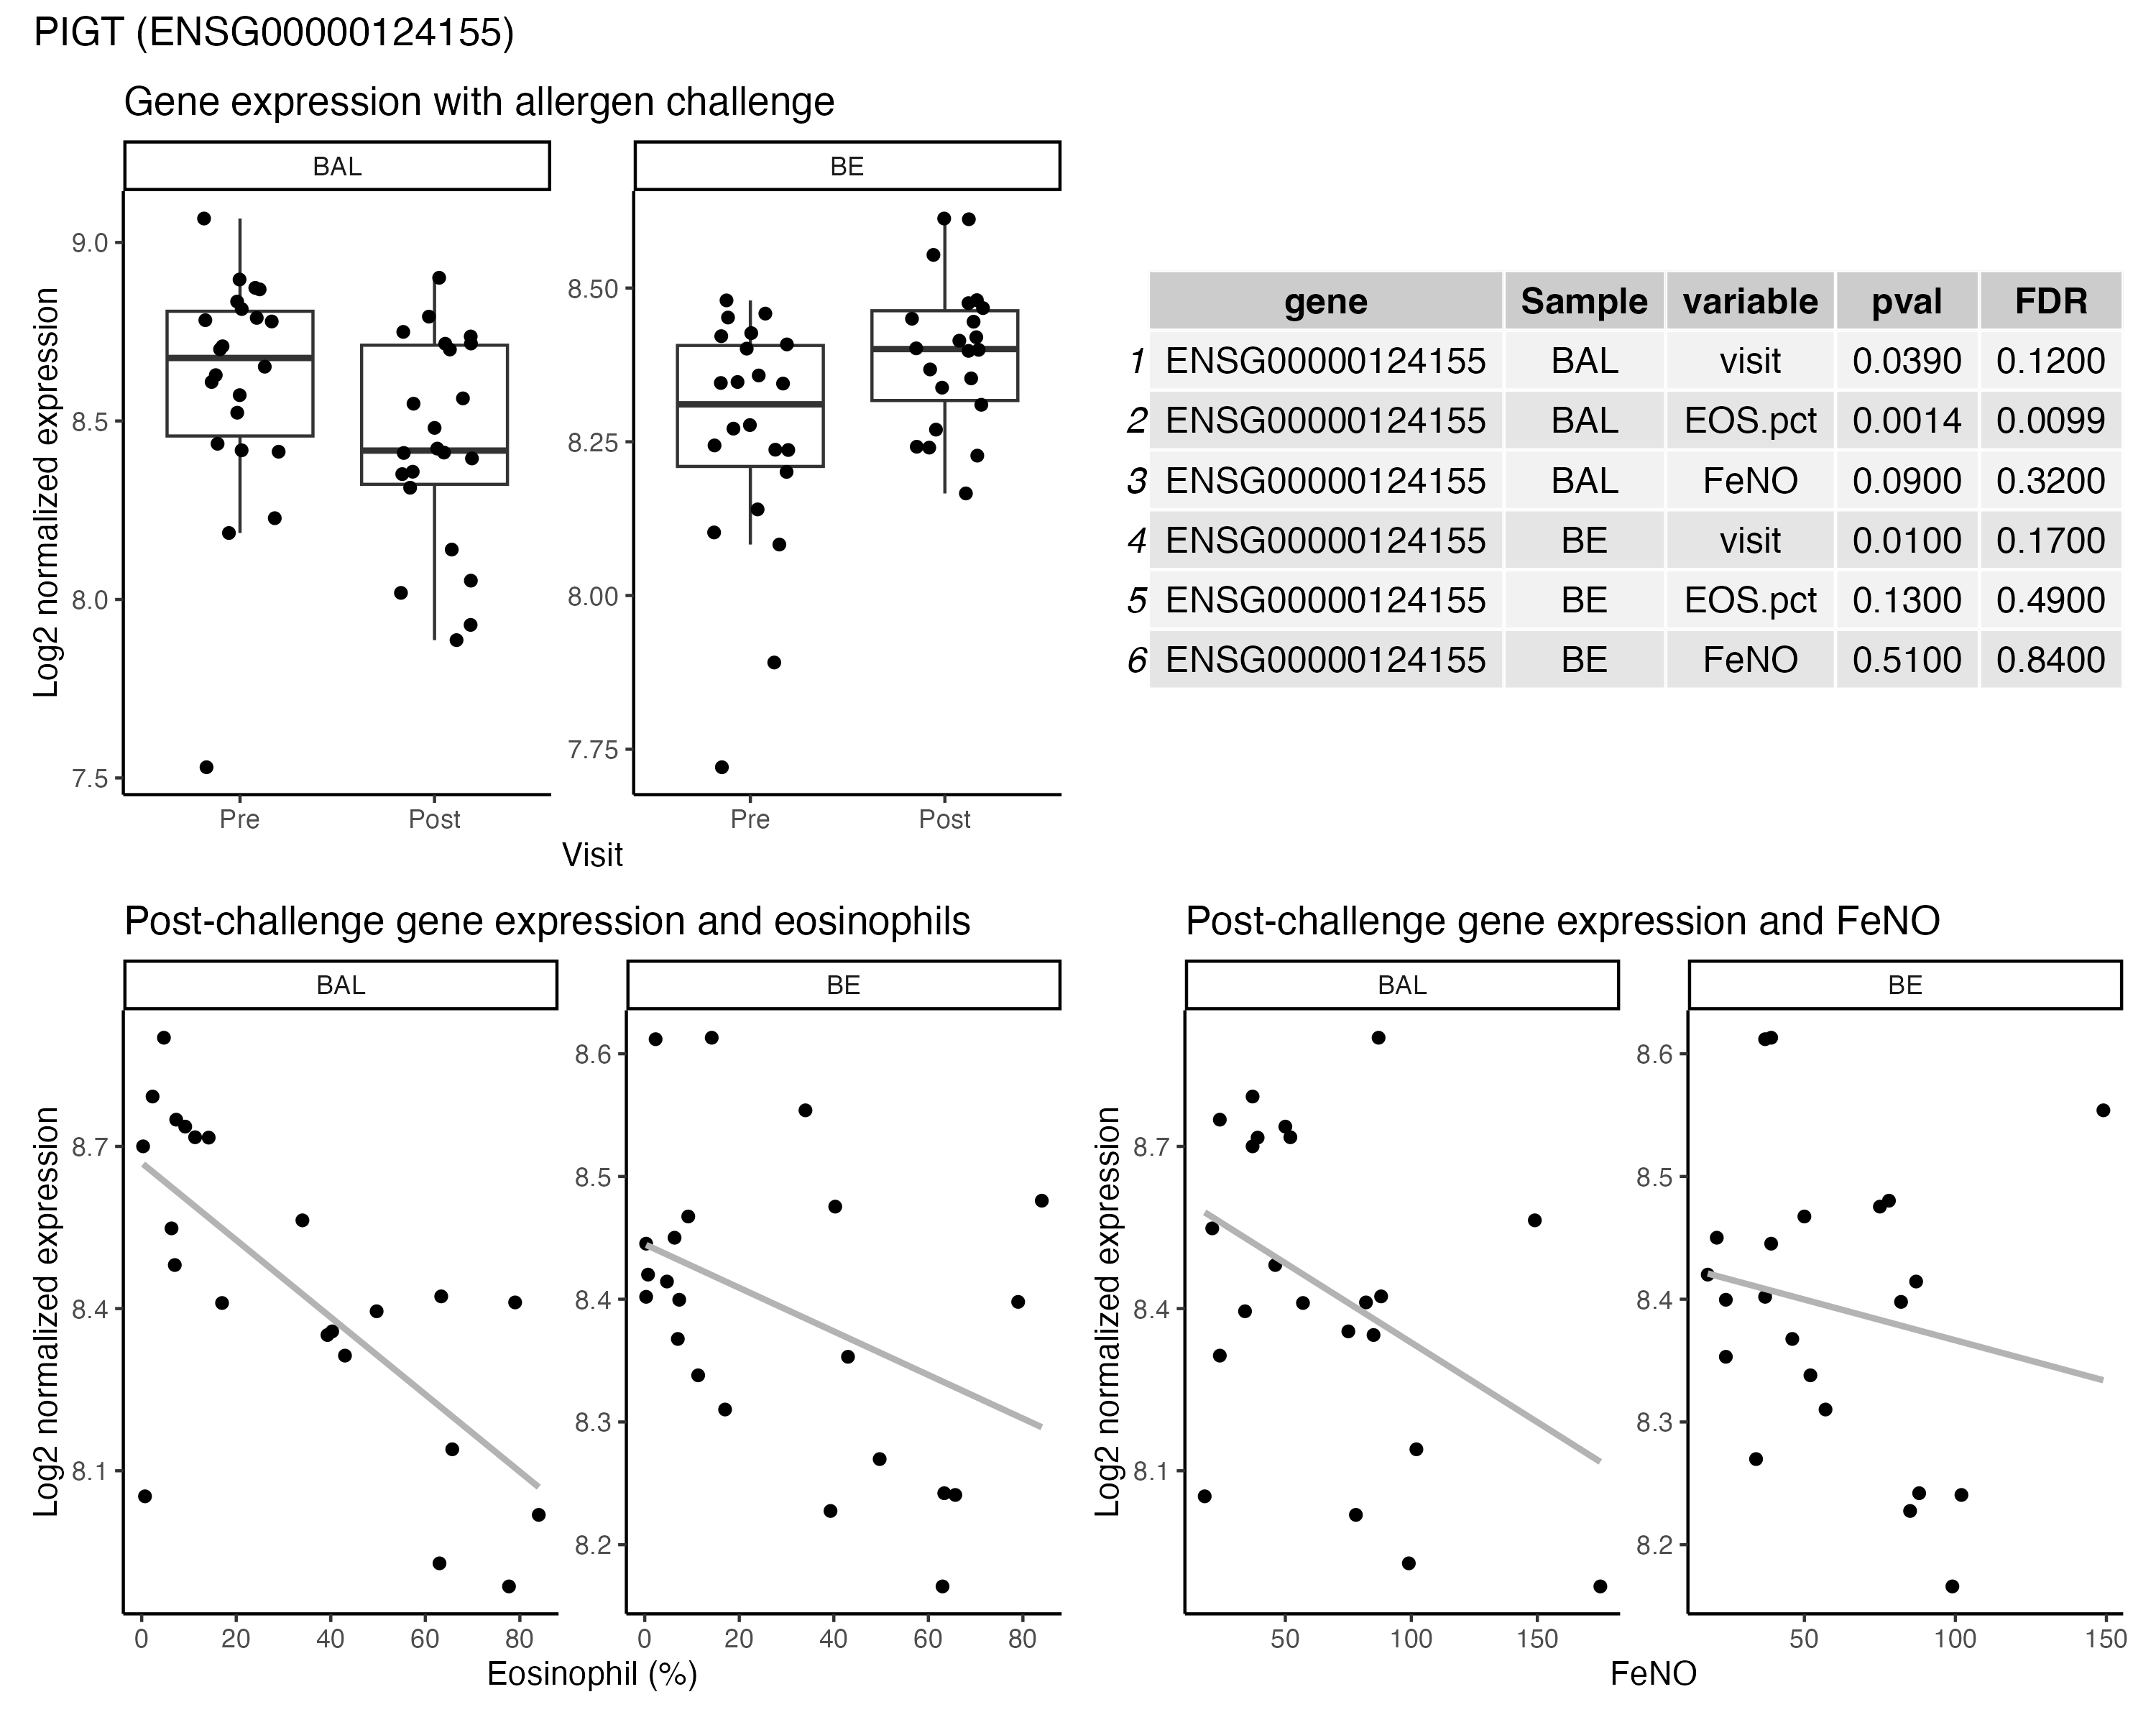 PIGT (ENSG00000124155)
Gene expression with allergen challenge
BAL
BE
Log2 normalized expression
9.0
8.5
8.0
7.5
8.50
8.25
8.00
7.75
Pre
Post
Pre
Post
Visit
gene Sample variable pval FDR
1 ENSG00000124155 BAL visit 0.0390 0.1200
2 ENSG00000124155 BAL EOS.pct 0.0014 0.0099
3 ENSG00000124155 BAL FeNO 0.0900 0.3200
4 ENSG00000124155 BE visit 0.0100 0.1700
5 ENSG00000124155 BE EOS.pct 0.1300 0.4900
6 ENSG00000124155 BE FeNO 0.5100 0.8400
Post-challenge gene expression and eosinophils
BAL
BE
Log2 normalized expression
8.7
8.4
8.1
8.6
8.5
8.4
8.3
8.2
0 20 40 60 80
0 20 40 60 80
Eosinophil (%)
Post-challenge gene expression and FeNO
BAL
BE
Log2 normalized expression
8.7
8.4
8.1
8.6
8.5
8.4
8.3
8.2
50 100 150
50 100 150
FeNO